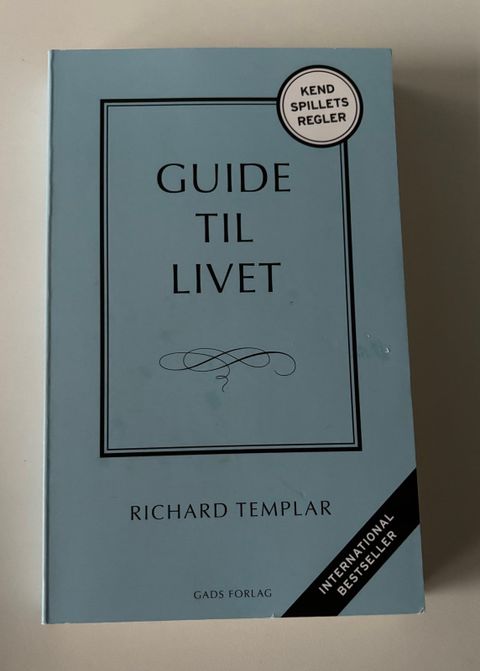 KEND
SPILLETS
REGLER
GUIDE
TIL
LIVET
RICHARD TEMPLAR
INTERNATIONAL
BESTSELLER
GADS FORLAG